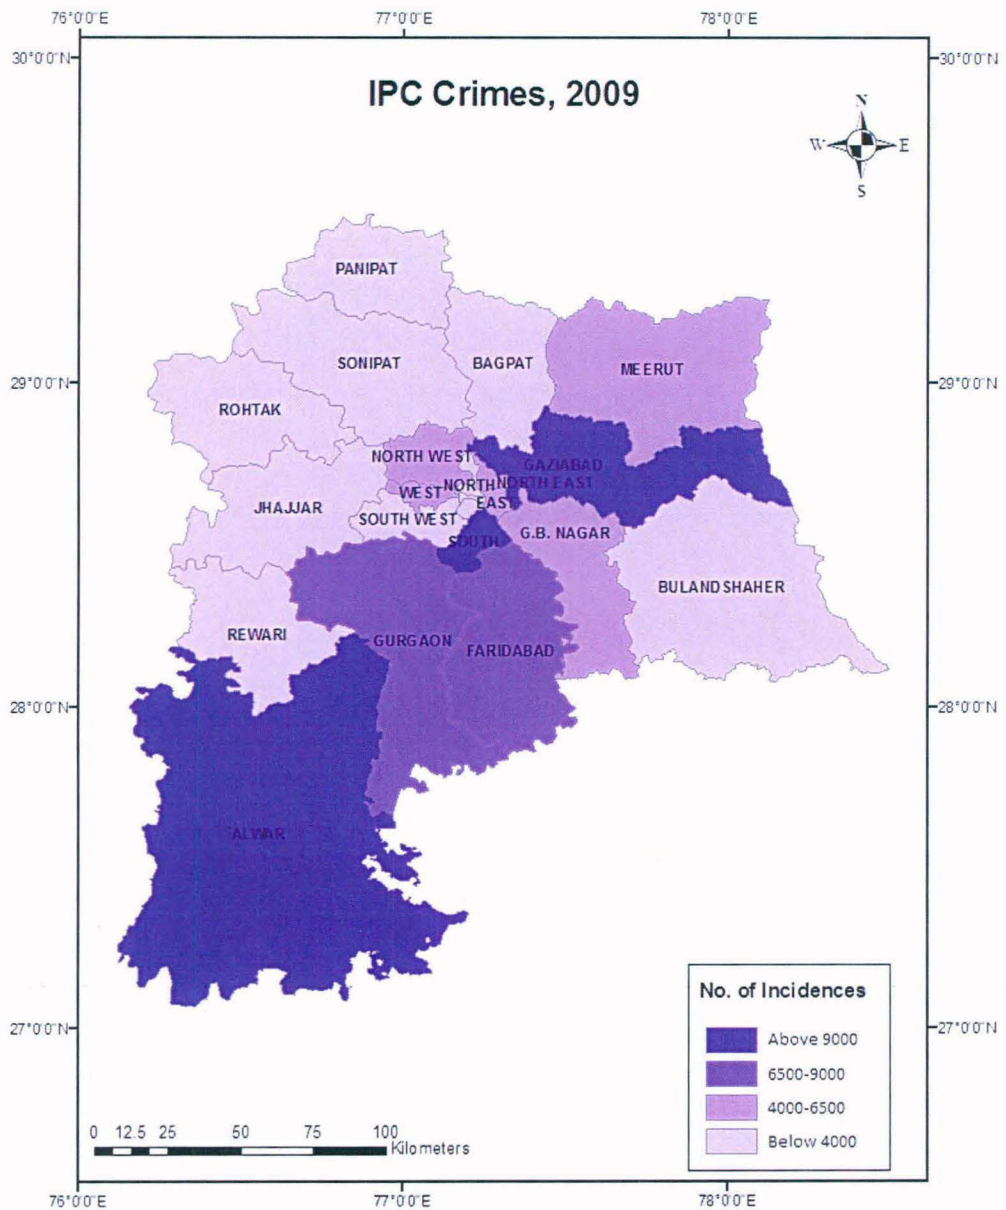 76°0'0"E 77°0'0"E 78°0'0"E
30°0'0"N 30°0'0"N
IPC Crimes, 2009
N
W E
S
PANIPAT
SONIPAT
BAGPAT
MEERUT
29°0'0"N 29°0'0"N
ROHTAK
NORTH WEST
GAZIABAD
NORTH
NORTH EAST
WEST
EAST
JHAJJAR
SOUTH WEST
G.B. NAGAR
SOUTH
BULANDSHAHER
REWARI
GURGAON
FARIDABAD
28°0'0"N 28°0'0"N
ALWAR
No. of Incidences
27°0'0"N 27°0'0"N
Above 9000
6500-9000
4000-6500
Below 4000
0 12.5 25 50 75 100
Kilometers
76°0'0"E 77°0'0"E 78°0'0"E